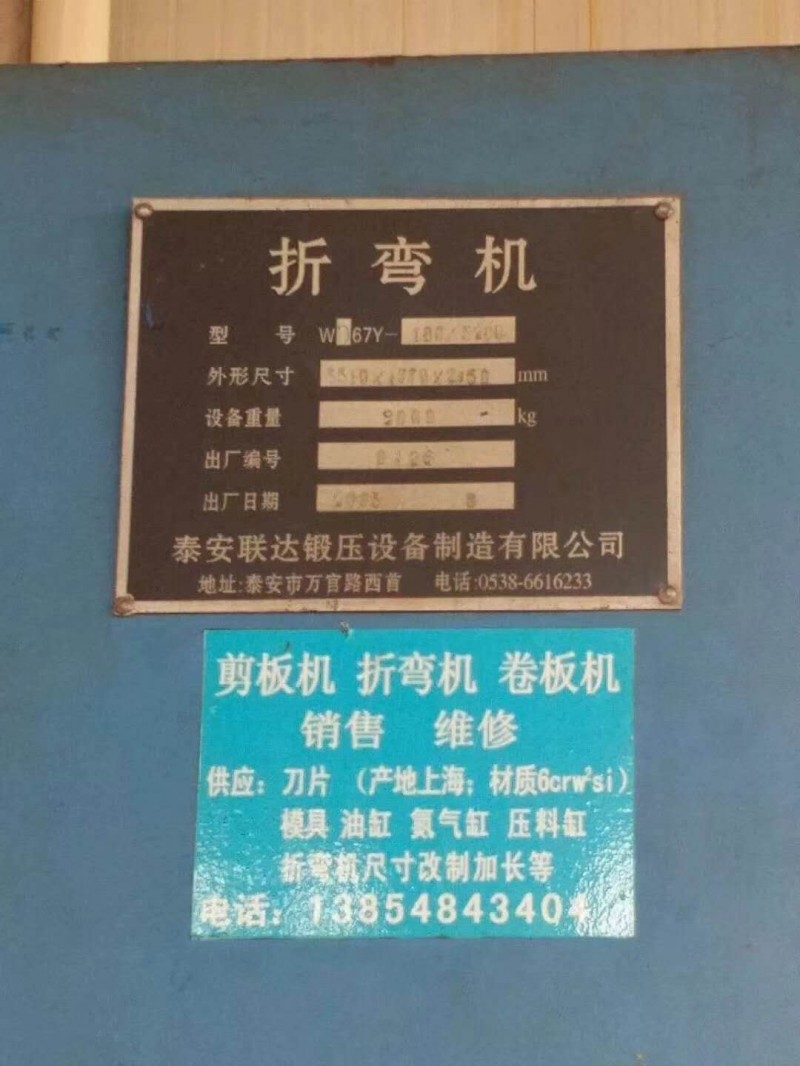 折弯机
型 号 W 67Y-
外形尺寸 mm
设备重量 kg
出厂编号
出厂日期
泰安联达锻压设备制造有限公司
地址:泰安市万官路西首 电话:0538-6616233
剪板机 折弯机 卷板机
销售 维修
供应：刀片（产地上海；材质6crw²si）
模具 油缸 氮气缸 压料缸
折弯机尺寸改制加长等
电话：13854843404